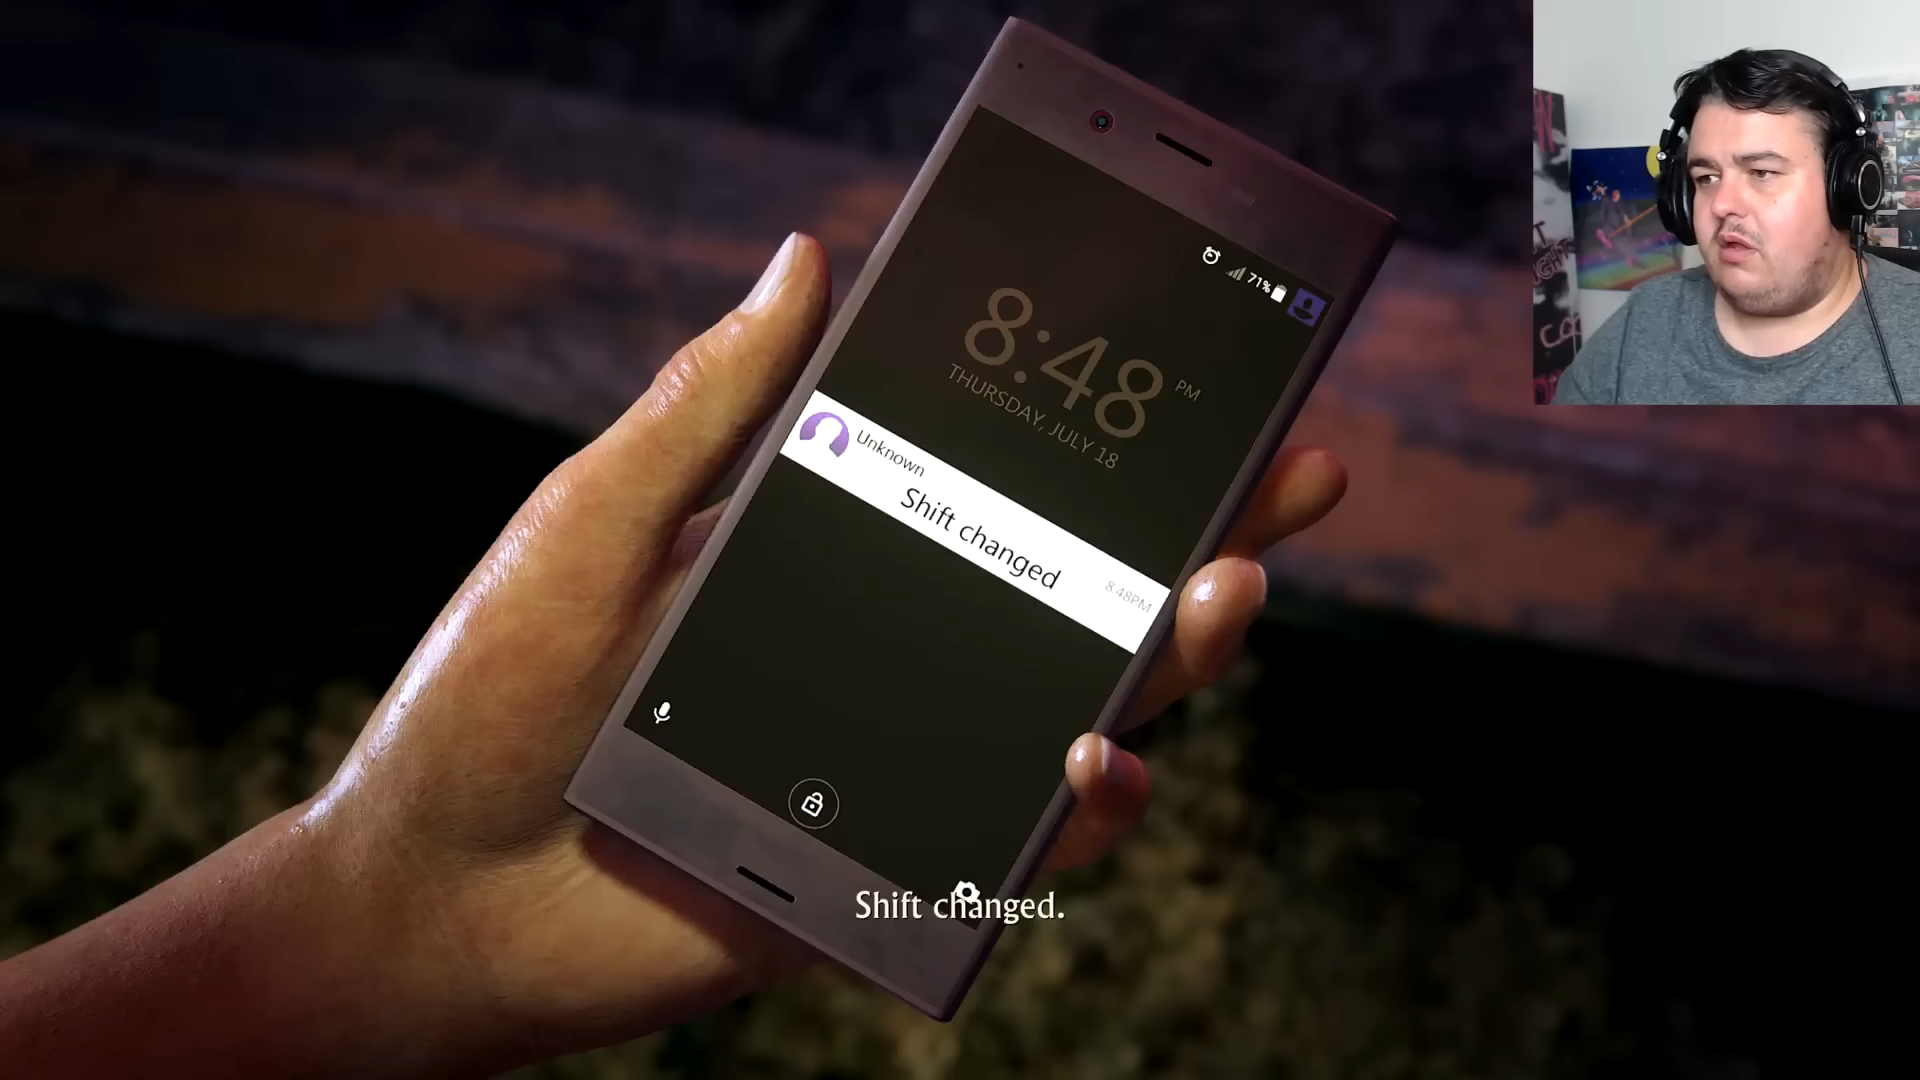 71%
8:48 PM
THURSDAY, JULY 18
Unknown
Shift changed
8:48PM
Shift changed.